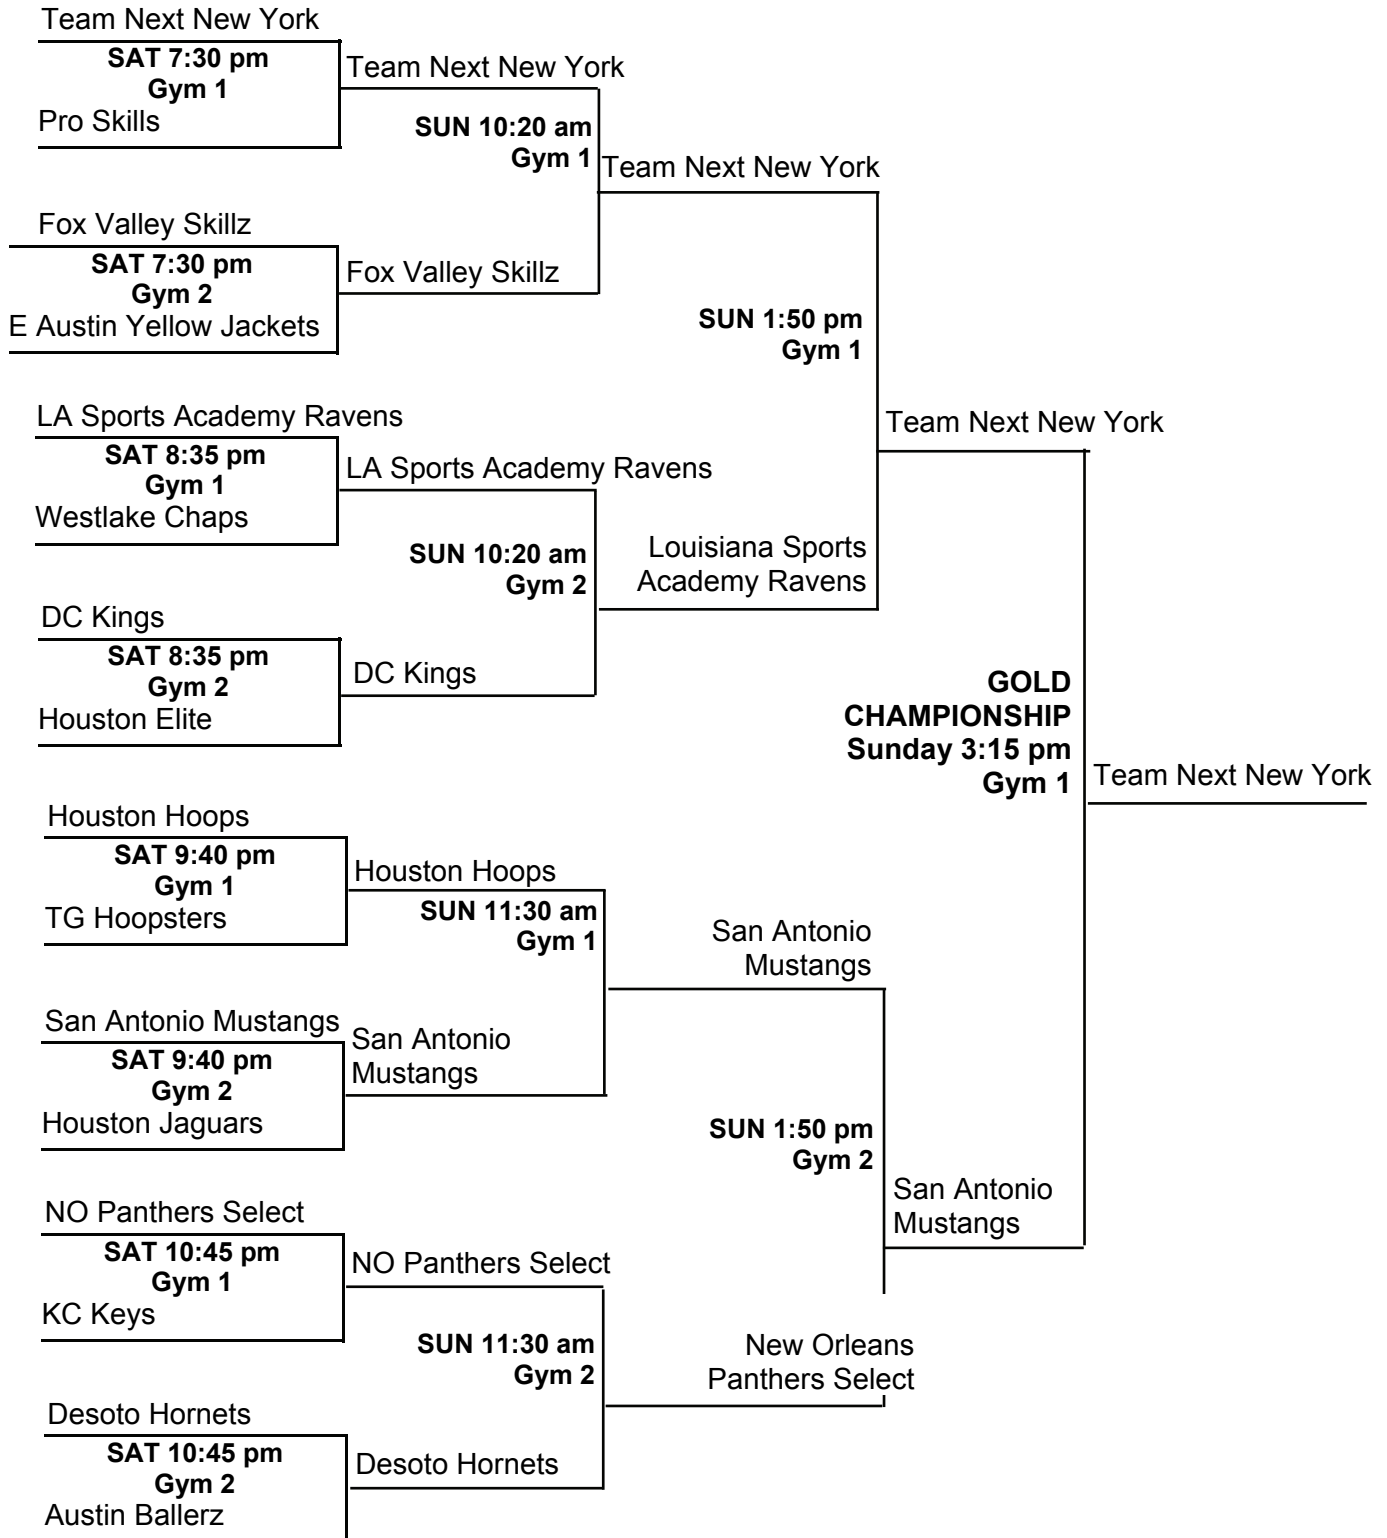 Team Next New York
SAT 7:30 pm
Gym 1
Pro Skills
Team Next New York
SUN 10:20 am
Gym 1
Team Next New York
Fox Valley Skillz
SAT 7:30 pm
Gym 2
E Austin Yellow Jackets
Fox Valley Skillz
SUN 1:50 pm
Gym 1
LA Sports Academy Ravens
SAT 8:35 pm
Gym 1
Westlake Chaps
LA Sports Academy Ravens
Team Next New York
SUN 10:20 am
Gym 2
Louisiana Sports
Academy Ravens
DC Kings
SAT 8:35 pm
Gym 2
Houston Elite
DC Kings
GOLD
CHAMPIONSHIP
Sunday 3:15 pm
Gym 1
Team Next New York
Houston Hoops
SAT 9:40 pm
Gym 1
TG Hoopsters
Houston Hoops
SUN 11:30 am
Gym 1
San Antonio
Mustangs
San Antonio Mustangs
SAT 9:40 pm
Gym 2
Houston Jaguars
San Antonio
Mustangs
SUN 1:50 pm
Gym 2
San Antonio
Mustangs
NO Panthers Select
SAT 10:45 pm
Gym 1
KC Keys
NO Panthers Select
SUN 11:30 am
Gym 2
New Orleans
Panthers Select
Desoto Hornets
SAT 10:45 pm
Gym 2
Austin Ballerz
Desoto Hornets